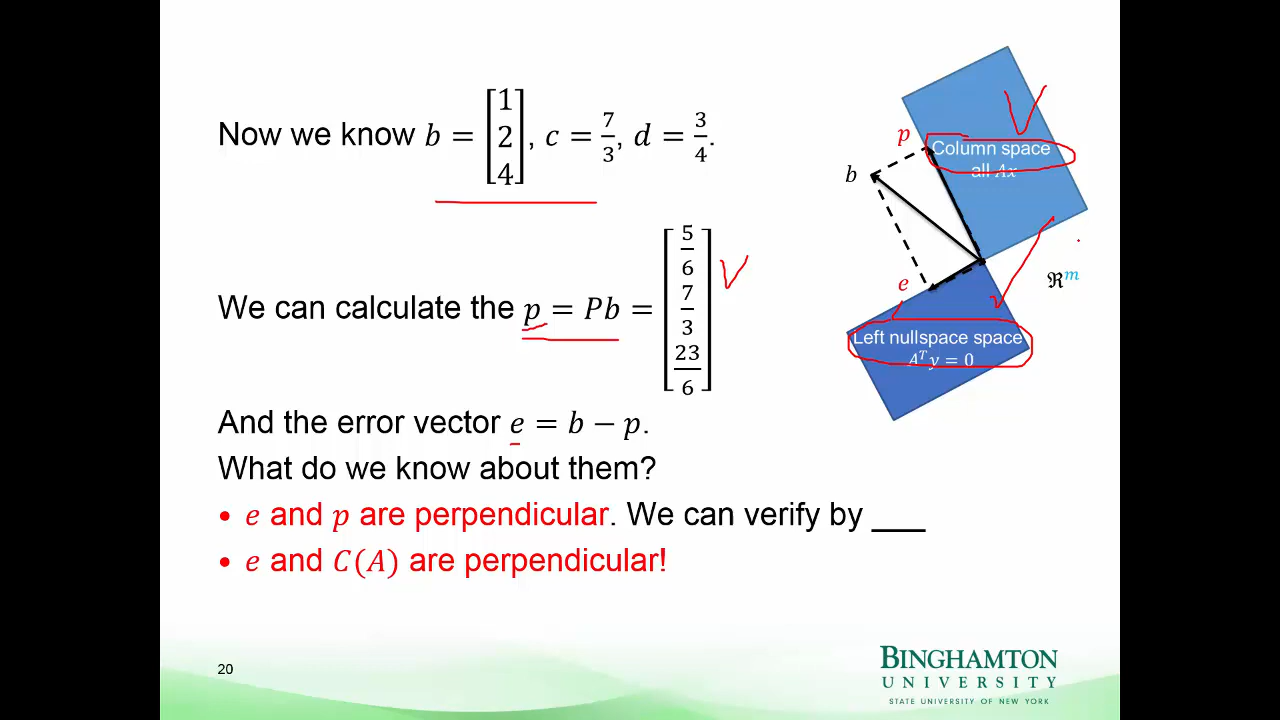 Now we know b = [1 2 4], c = 7/3, d = 3/4.
We can calculate the p = Pb = [5/6 7/3 23/6]
And the error vector e = b − p.
What do we know about them?
• e and p are perpendicular. We can verify by ___
• e and C(A) are perpendicular!
p
Column space
all Ax
b
e
ℜᵐ
Left nullspace space
Aᵀy = 0
20
BINGHAMTON
UNIVERSITY
STATE UNIVERSITY OF NEW YORK